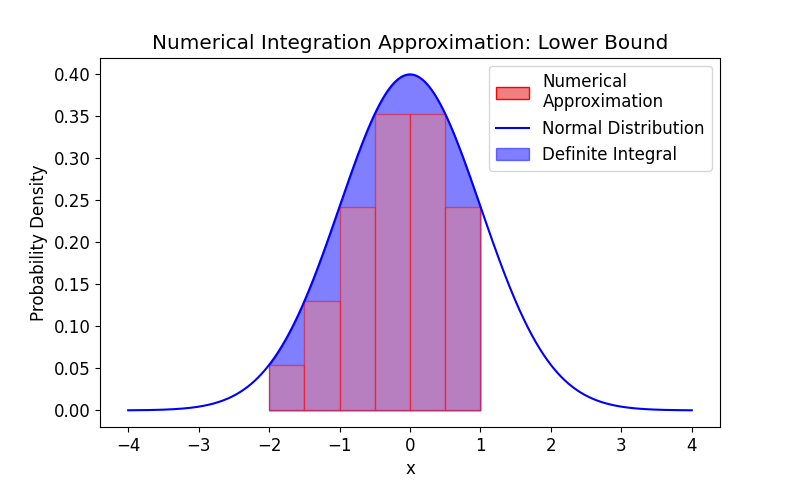 Numerical Integration Approximation: Lower Bound
Numerical
Approximation
Normal Distribution
Definite Integral
Probability Density
0.40
0.35
0.30
0.25
0.20
0.15
0.10
0.05
0.00
−4 −3 −2 −1 0 1 2 3 4
x